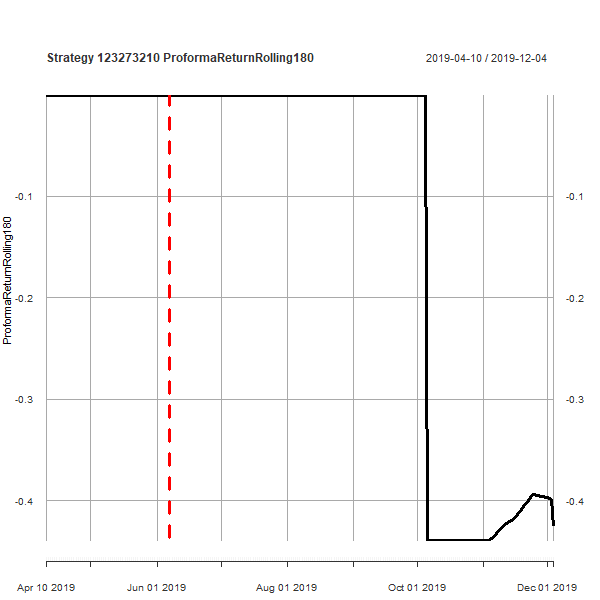 Strategy 123273210 ProformaReturnRolling180
2019-04-10 / 2019-12-04
ProformaReturnRolling180
-0.1
-0.2
-0.3
-0.4
-0.1
-0.2
-0.3
-0.4
Apr 10 2019
Jun 01 2019
Aug 01 2019
Oct 01 2019
Dec 01 2019